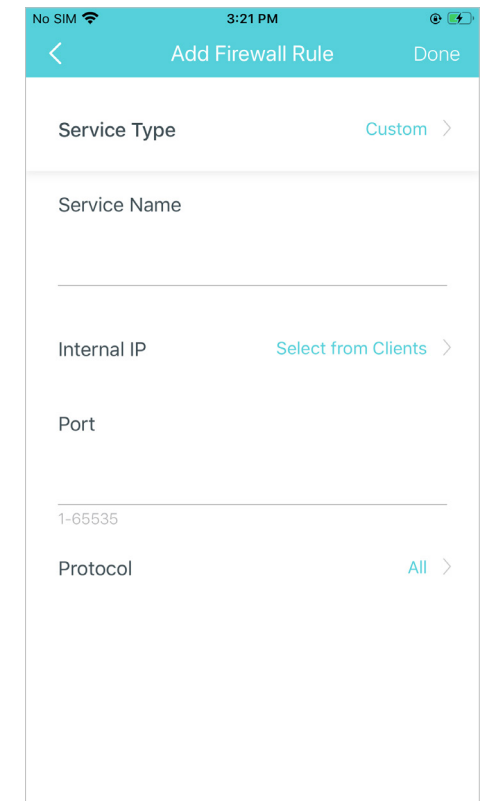 No SIM 3:21 PM
Add Firewall Rule Done
Service Type Custom
Service Name
Internal IP Select from Clients
Port
1-65535
Protocol All